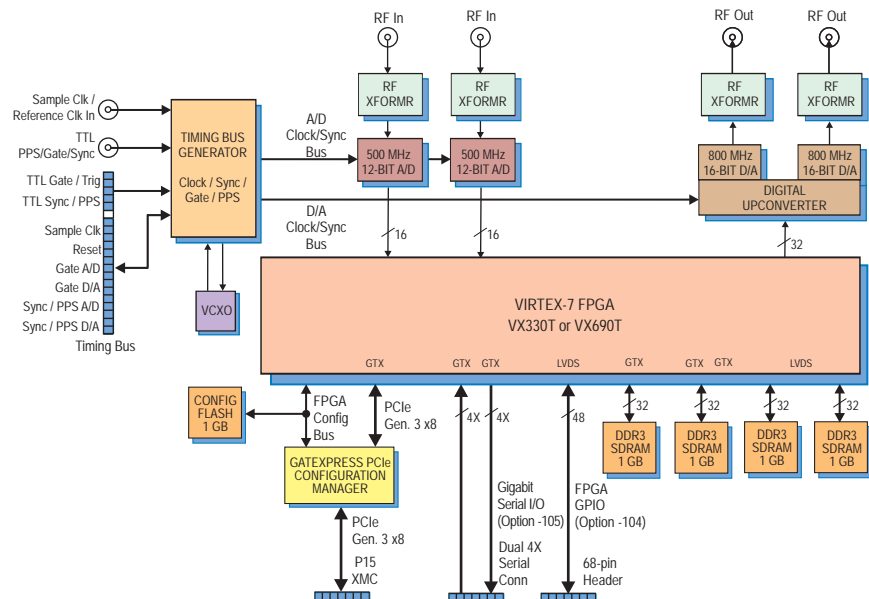 RF In
RF In
RF Out
RF Out
Sample Clk /
Reference Clk In
TTL
PPS/Gate/Sync
TTL Gate / Trig
TTL Sync / PPS
Sample Clk
Reset
Gate A/D
Gate D/A
Sync / PPS A/D
Sync / PPS D/A
Timing Bus
TIMING BUS
GENERATOR
Clock / Sync /
Gate / PPS
VCXO
A/D
Clock/Sync
Bus
D/A
Clock/Sync
Bus
RF
XFORMR
RF
XFORMR
500 MHz
12-BIT A/D
500 MHz
12-BIT A/D
16
16
RF
XFORMR
RF
XFORMR
800 MHz
16-BIT D/A
800 MHz
16-BIT D/A
DIGITAL
UPCONVERTER
32
VIRTEX-7 FPGA
VX330T or VX690T
GTX
GTX
GTX
LVDS
GTX
GTX
GTX
LVDS
CONFIG
FLASH
1 GB
FPGA
Config
Bus
PCIe
Gen. 3 x8
4X
4X
48
32
32
32
32
DDR3
SDRAM
1 GB
DDR3
SDRAM
1 GB
DDR3
SDRAM
1 GB
DDR3
SDRAM
1 GB
GATEXPRESS PCIe
CONFIGURATION
MANAGER
PCIe
Gen. 3 x8
P15
XMC
Gigabit
Serial I/O
(Option -105)
Dual 4X
Serial
Conn
FPGA
GPIO
(Option -104)
68-pin
Header